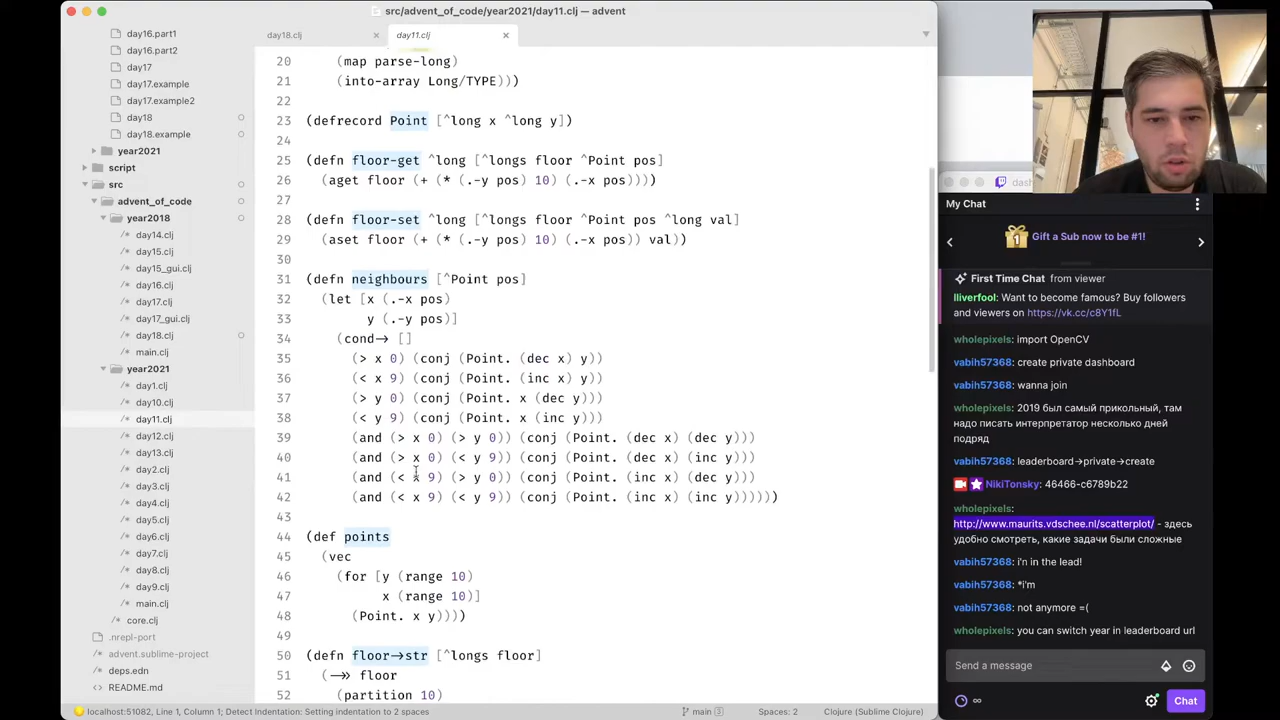 src/advent_of_code/year2021/day11.clj — advent
day16.part1
day16.part2
day17
day17.example
day17.example2
day18
day18.example
year2021
script
src
advent_of_code
year2018
day14.clj
day15.clj
day15_gui.clj
day16.clj
day17.clj
day17_gui.clj
day18.clj
main.clj
year2021
day1.clj
day10.clj
day11.clj
day12.clj
day13.clj
day2.clj
day3.clj
day4.clj
day5.clj
day6.clj
day7.clj
day8.clj
day9.clj
main.clj
core.clj
.nrepl-port
advent.sublime-project
deps.edn
README.md
day18.clj
day11.clj
20 (map parse-long)
21 (into-array Long/TYPE)))
22
23 (defrecord Point [^long x ^long y])
24
25 (defn floor-get ^long [^longs floor ^Point pos]
26 (aget floor (+ (* (.-y pos) 10) (.-x pos))))
27
28 (defn floor-set ^long [^longs floor ^Point pos ^long val]
29 (aset floor (+ (* (.-y pos) 10) (.-x pos)) val))
30
31 (defn neighbours [^Point pos]
32 (let [x (.-x pos)
33 y (.-y pos)]
34 (cond-> []
35 (> x 0) (conj (Point. (dec x) y))
36 (< x 9) (conj (Point. (inc x) y))
37 (> y 0) (conj (Point. x (dec y)))
38 (< y 9) (conj (Point. x (inc y)))
39 (and (> x 0) (> y 0)) (conj (Point. (dec x) (dec y)))
40 (and (> x 0) (< y 9)) (conj (Point. (dec x) (inc y)))
41 (and (< x 9) (> y 0)) (conj (Point. (inc x) (dec y)))
42 (and (< x 9) (< y 9)) (conj (Point. (inc x) (inc y))))))
43
44 (def points
45 (vec
46 (for [y (range 10)
47 x (range 10)]
48 (Point. x y))))
49
50 (defn floor->str [^longs floor]
51 (->> floor
52 (partition 10)
localhost:51082, Line 1, Column 1; Detect Indentation: Setting indentation to 2 spaces
main 3
Spaces: 2
Clojure (Sublime Clojure)
My Chat
1
Gift a Sub now to be #1!
First Time Chat from viewer
lliverfool: Want to become famous? Buy followers
and viewers on https://vk.cc/c8Y1fL
wholepixels: import OpenCV
vabih57368: create private dashboard
vabih57368: wanna join
wholepixels: 2019 был самый прикольный, там
надо писать интерпретатор несколько дней
подряд
vabih57368: leaderboard->private->create
NikiTonsky: 46466-c6789b22
wholepixels:
http://www.maurits.vdschee.nl/scatterplot/ - здесь
удобно смотреть, какие задачи были сложные
vabih57368: i'n in the lead!
vabih57368: *i'm
vabih57368: not anymore =(
wholepixels: you can switch year in leaderboard url
Send a message
∞
Chat